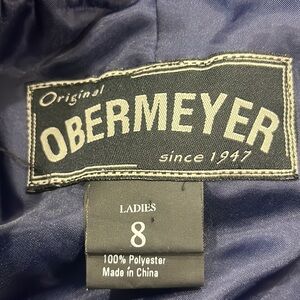 Original
OBERMEYER
since 1947
LADIES
8
100% Polyester
Made in China